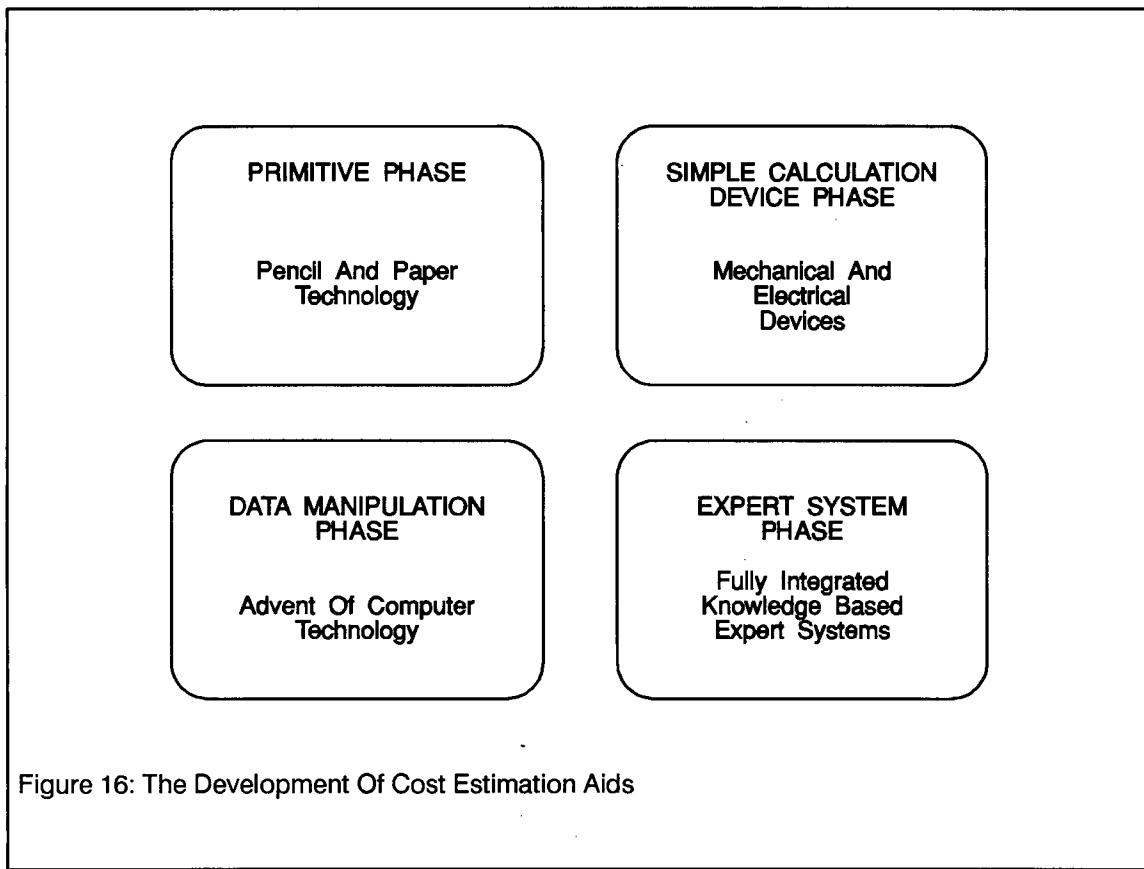 PRIMITIVE PHASE
Pencil And Paper
Technology
SIMPLE CALCULATION
DEVICE PHASE
Mechanical And
Electrical
Devices
DATA MANIPULATION
PHASE
Advent Of Computer
Technology
EXPERT SYSTEM
PHASE
Fully Integrated
Knowledge Based
Expert Systems
Figure 16: The Development Of Cost Estimation Aids